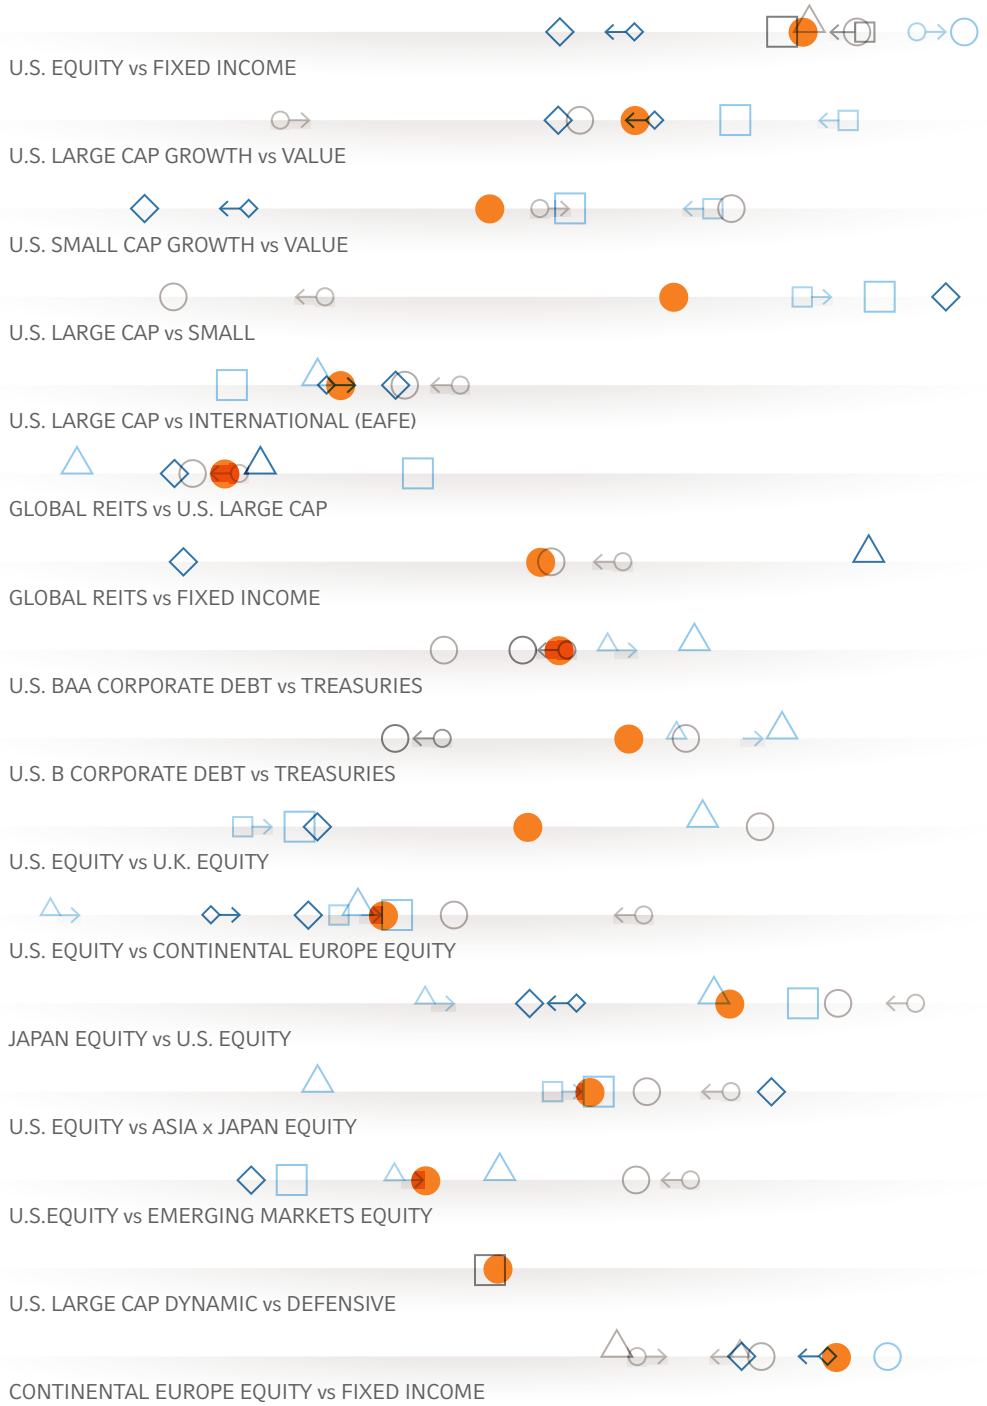 U.S. EQUITY vs FIXED INCOME
U.S. LARGE CAP GROWTH vs VALUE
U.S. SMALL CAP GROWTH vs VALUE
U.S. LARGE CAP vs SMALL
U.S. LARGE CAP vs INTERNATIONAL (EAFE)
GLOBAL REITS vs U.S. LARGE CAP
GLOBAL REITS vs FIXED INCOME
U.S. BAA CORPORATE DEBT vs TREASURIES
U.S. B CORPORATE DEBT vs TREASURIES
U.S. EQUITY vs U.K. EQUITY
U.S. EQUITY vs CONTINENTAL EUROPE EQUITY
JAPAN EQUITY vs U.S. EQUITY
U.S. EQUITY vs ASIA x JAPAN EQUITY
U.S.EQUITY vs EMERGING MARKETS EQUITY
U.S. LARGE CAP DYNAMIC vs DEFENSIVE
CONTINENTAL EUROPE EQUITY vs FIXED INCOME